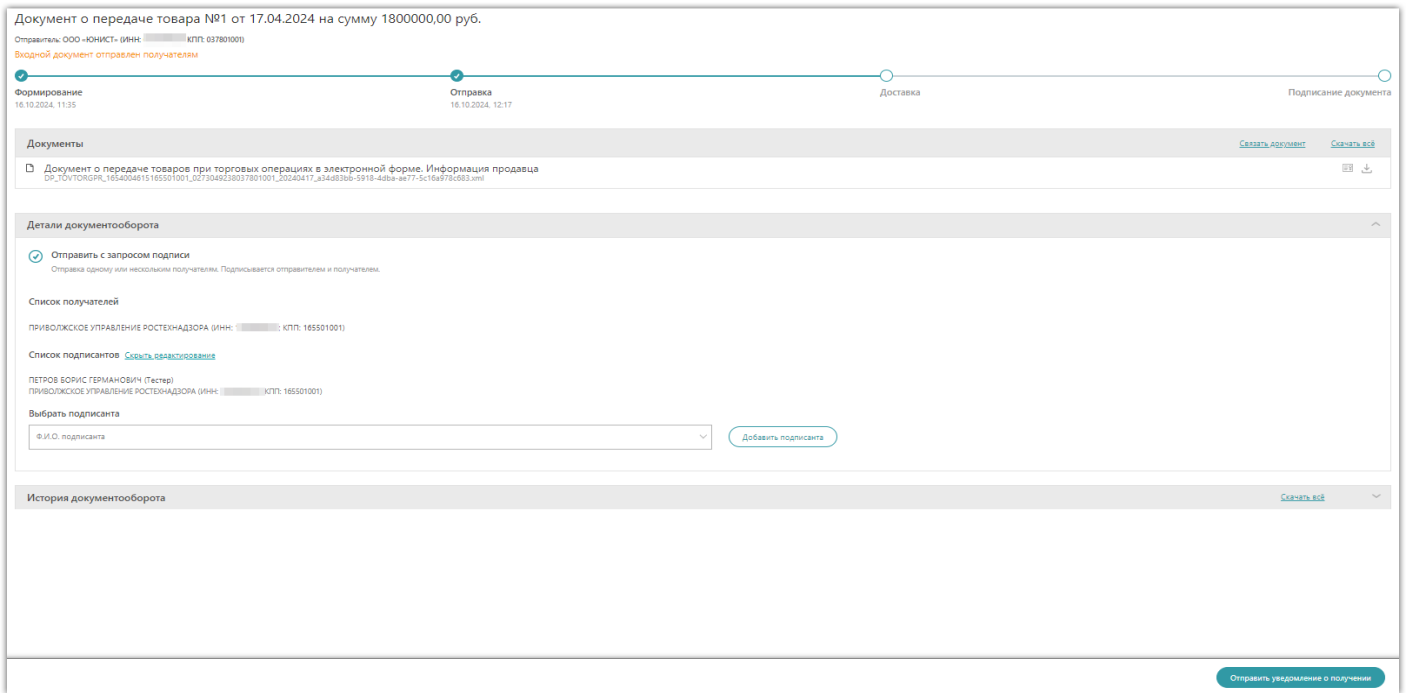 Документ о передаче товара №1 от 17.04.2024 на сумму 1800000,00 руб.
Отправитель: ООО «ЮНИСТ» (ИНН: КПП: 037801001)
Входной документ отправлен получателям
Формирование Отправка Доставка Подписание документа
16.10.2024, 11:35 16.10.2024, 12:17
Документы Связать документ Скачать всё
Документ о передаче товаров при торговых операциях в электронной форме. Информация продавца
DP_TOVTORGPR_1654004615165501001_0273049238037801001_20240417_a34d83bb-5918-4dba-ae77-5c16a978c683.xml
Детали документооборота
Отправить с запросом подписи
Отправка одному или нескольким получателям. Подписывается отправителем и получателем.
Список получателей
ПРИВОЛЖСКОЕ УПРАВЛЕНИЕ РОСТЕХНАДЗОРА (ИНН: ; КПП: 165501001)
Список подписантов Скрыть редактирование
ПЕТРОВ БОРИС ГЕРМАНОВИЧ (Тестер)
ПРИВОЛЖСКОЕ УПРАВЛЕНИЕ РОСТЕХНАДЗОРА (ИНН: КПП: 165501001)
Выбрать подписанта
Ф.И.О. подписанта Добавить подписанта
История документооборота Скачать всё
Отправить уведомление о получении